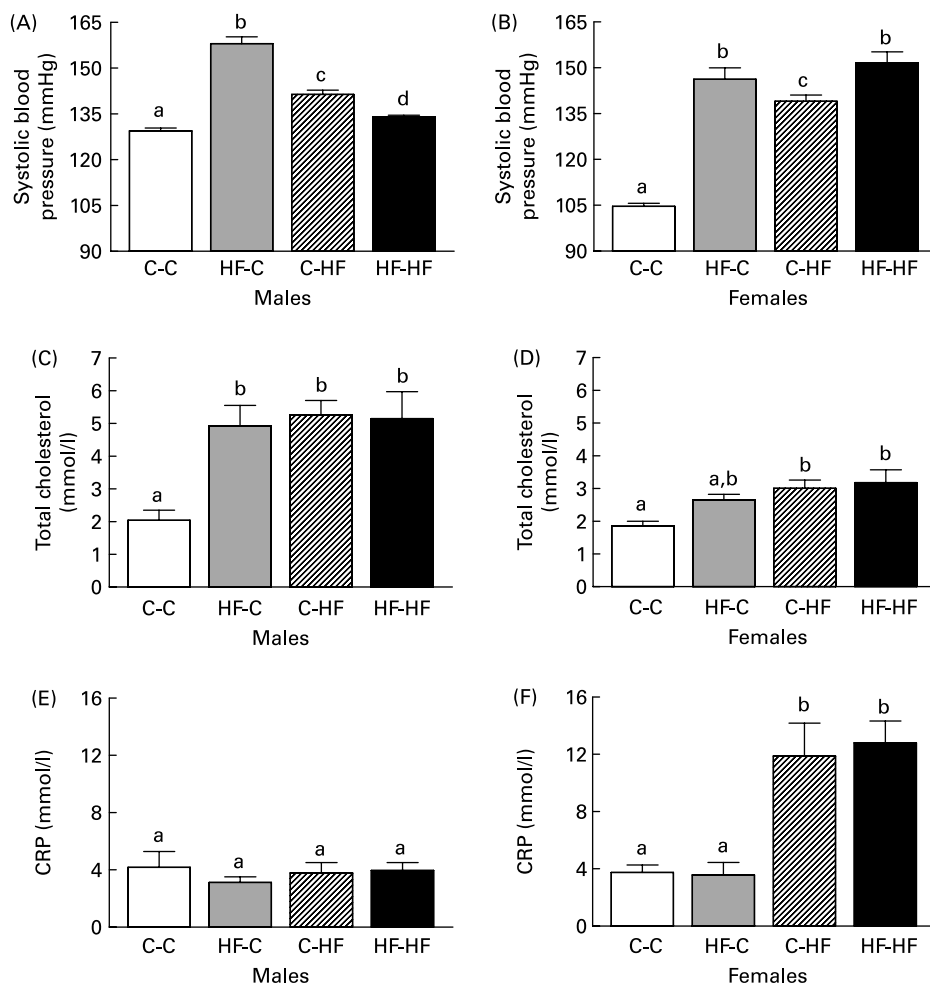 (A)
Systolic blood
pressure (mmHg)
165
150
135
120
105
90
a
b
c
d
C-C HF-C C-HF HF-HF
Males
(B)
Systolic blood
pressure (mmHg)
165
150
135
120
105
90
a
b
c
b
C-C HF-C C-HF HF-HF
Females
(C)
Total cholesterol
(mmol/l)
7
6
5
4
3
2
1
0
a
b
b
b
C-C HF-C C-HF HF-HF
Males
(D)
Total cholesterol
(mmol/l)
7
6
5
4
3
2
1
0
a
a,b
b
b
C-C HF-C C-HF HF-HF
Females
(E)
CRP (mmol/l)
16
12
8
4
0
a
a
a
a
C-C HF-C C-HF HF-HF
Males
(F)
CRP (mmol/l)
16
12
8
4
0
a
a
b
b
C-C HF-C C-HF HF-HF
Females